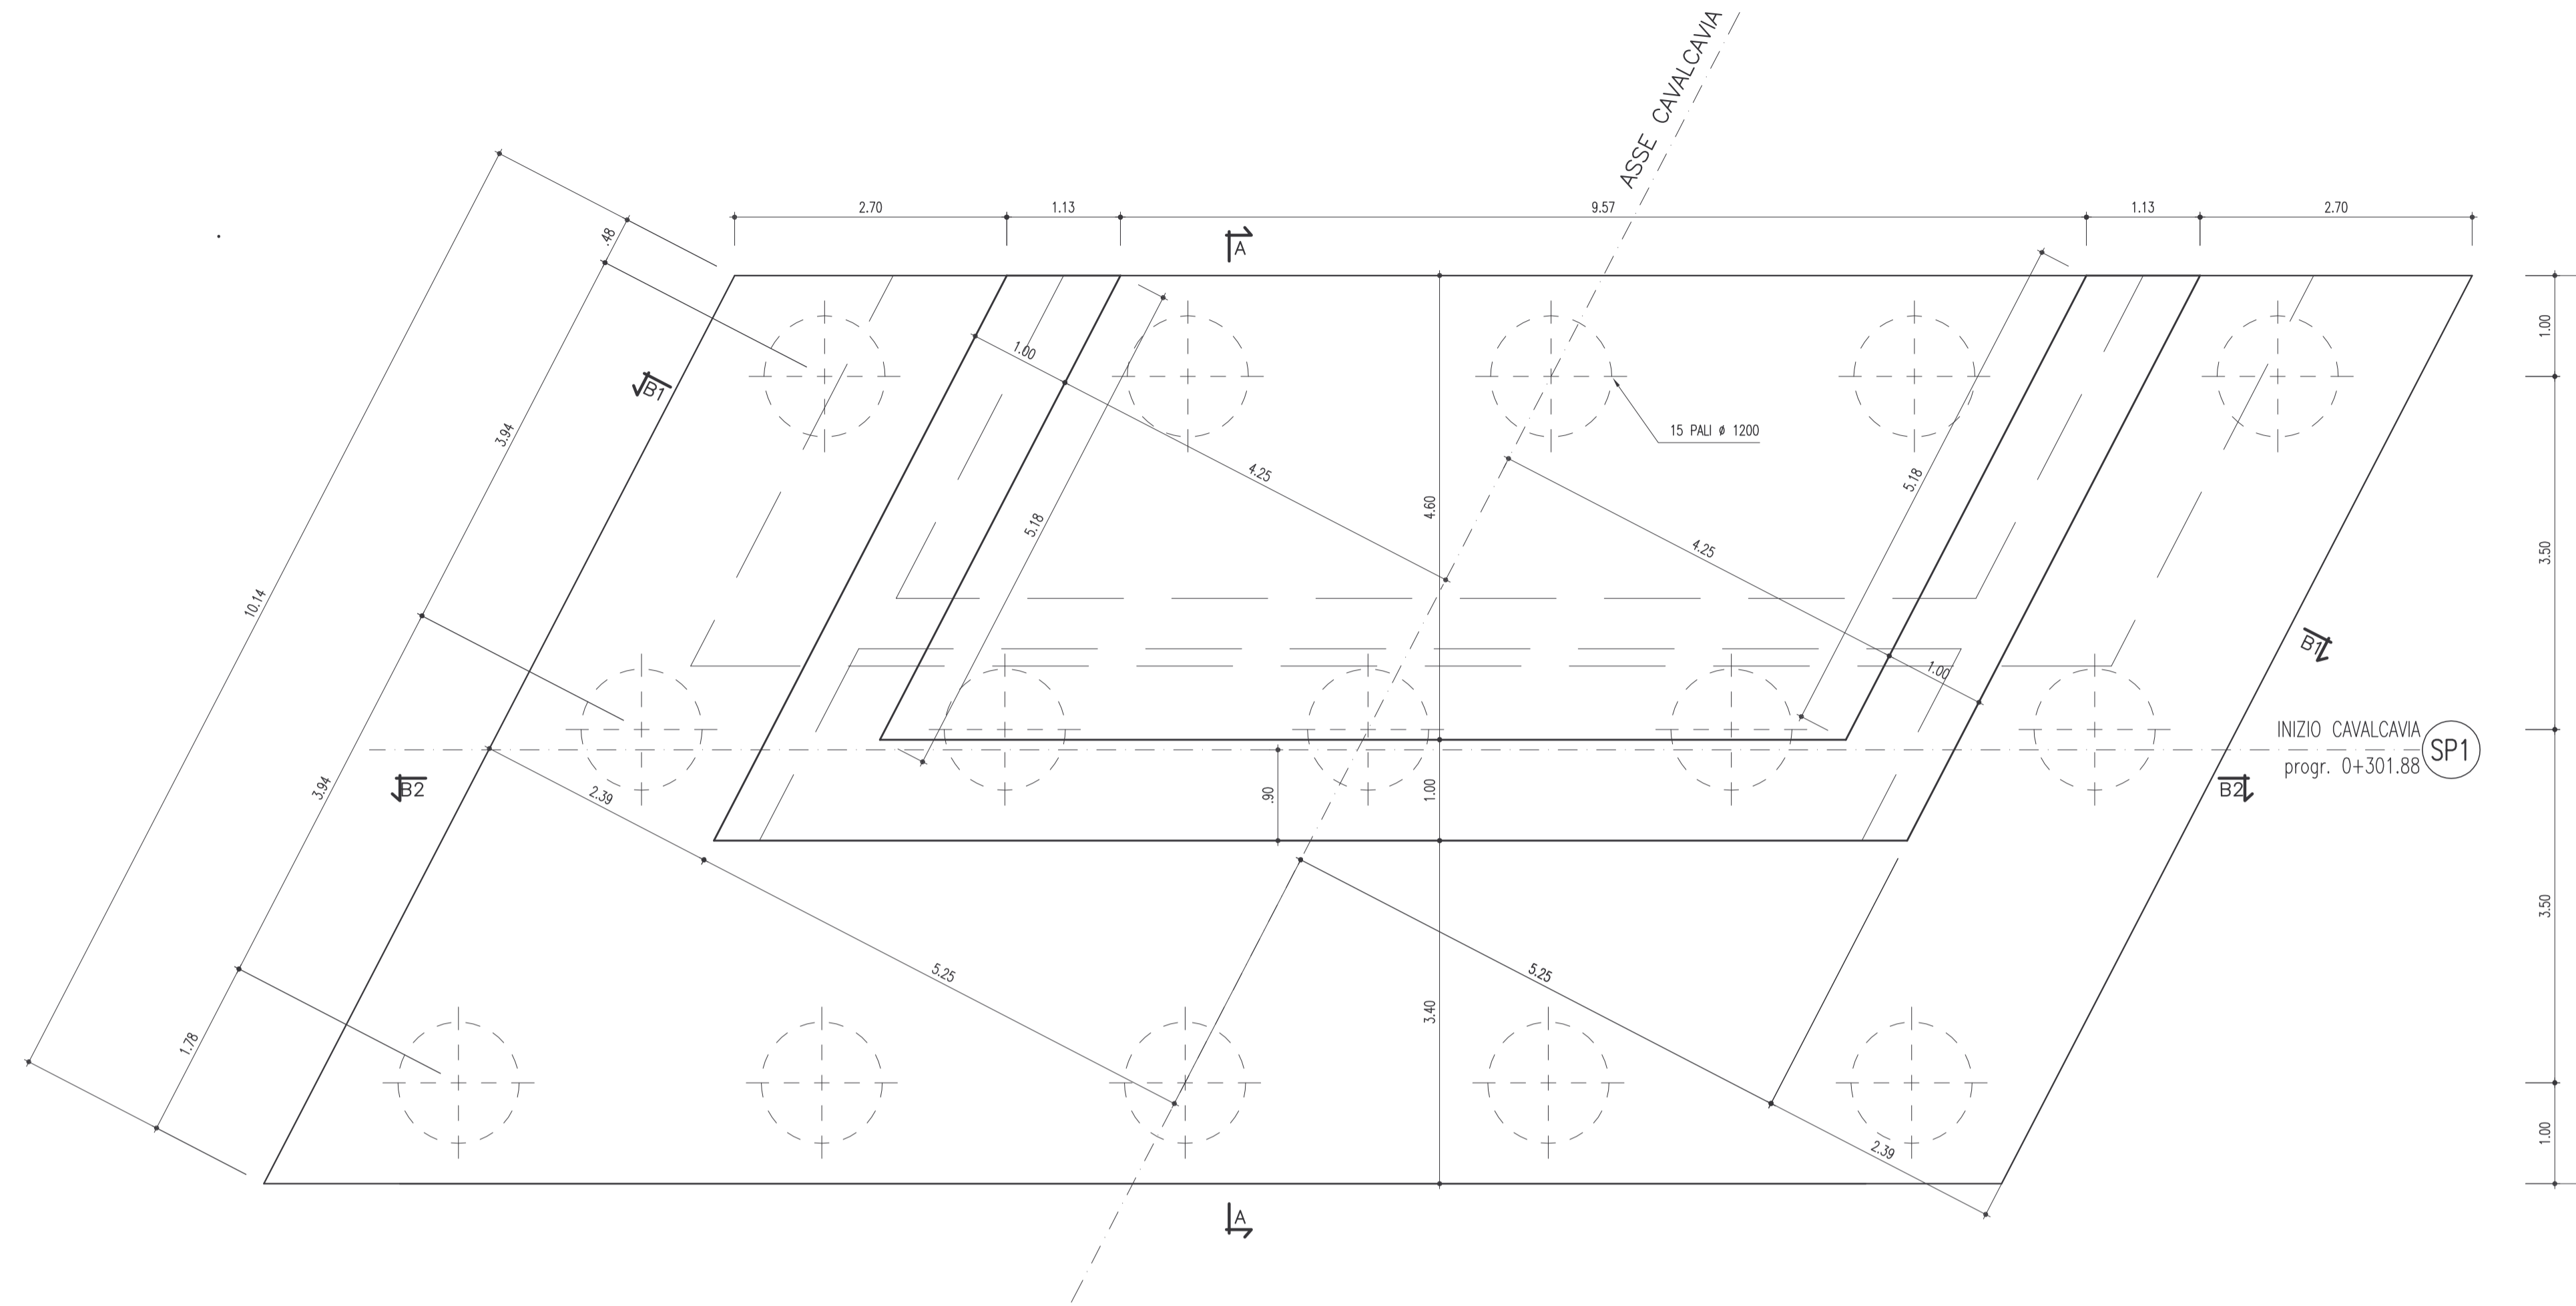 ASSE CAVALCAVIA
2.70
1.13
9.57
1.13
2.70
.48
A
1.00
1.00
B1
15 PALI ø 1200
3.94
4.25
5.18
4.60
5.18
4.25
3.50
10.14
1.00
B1
INIZIO CAVALCAVIA
SP1
progr. 0+301.88
B2
B2
3.94
2.39
.90
1.00
3.50
5.25
5.25
3.40
1.78
2.39
1.00
A